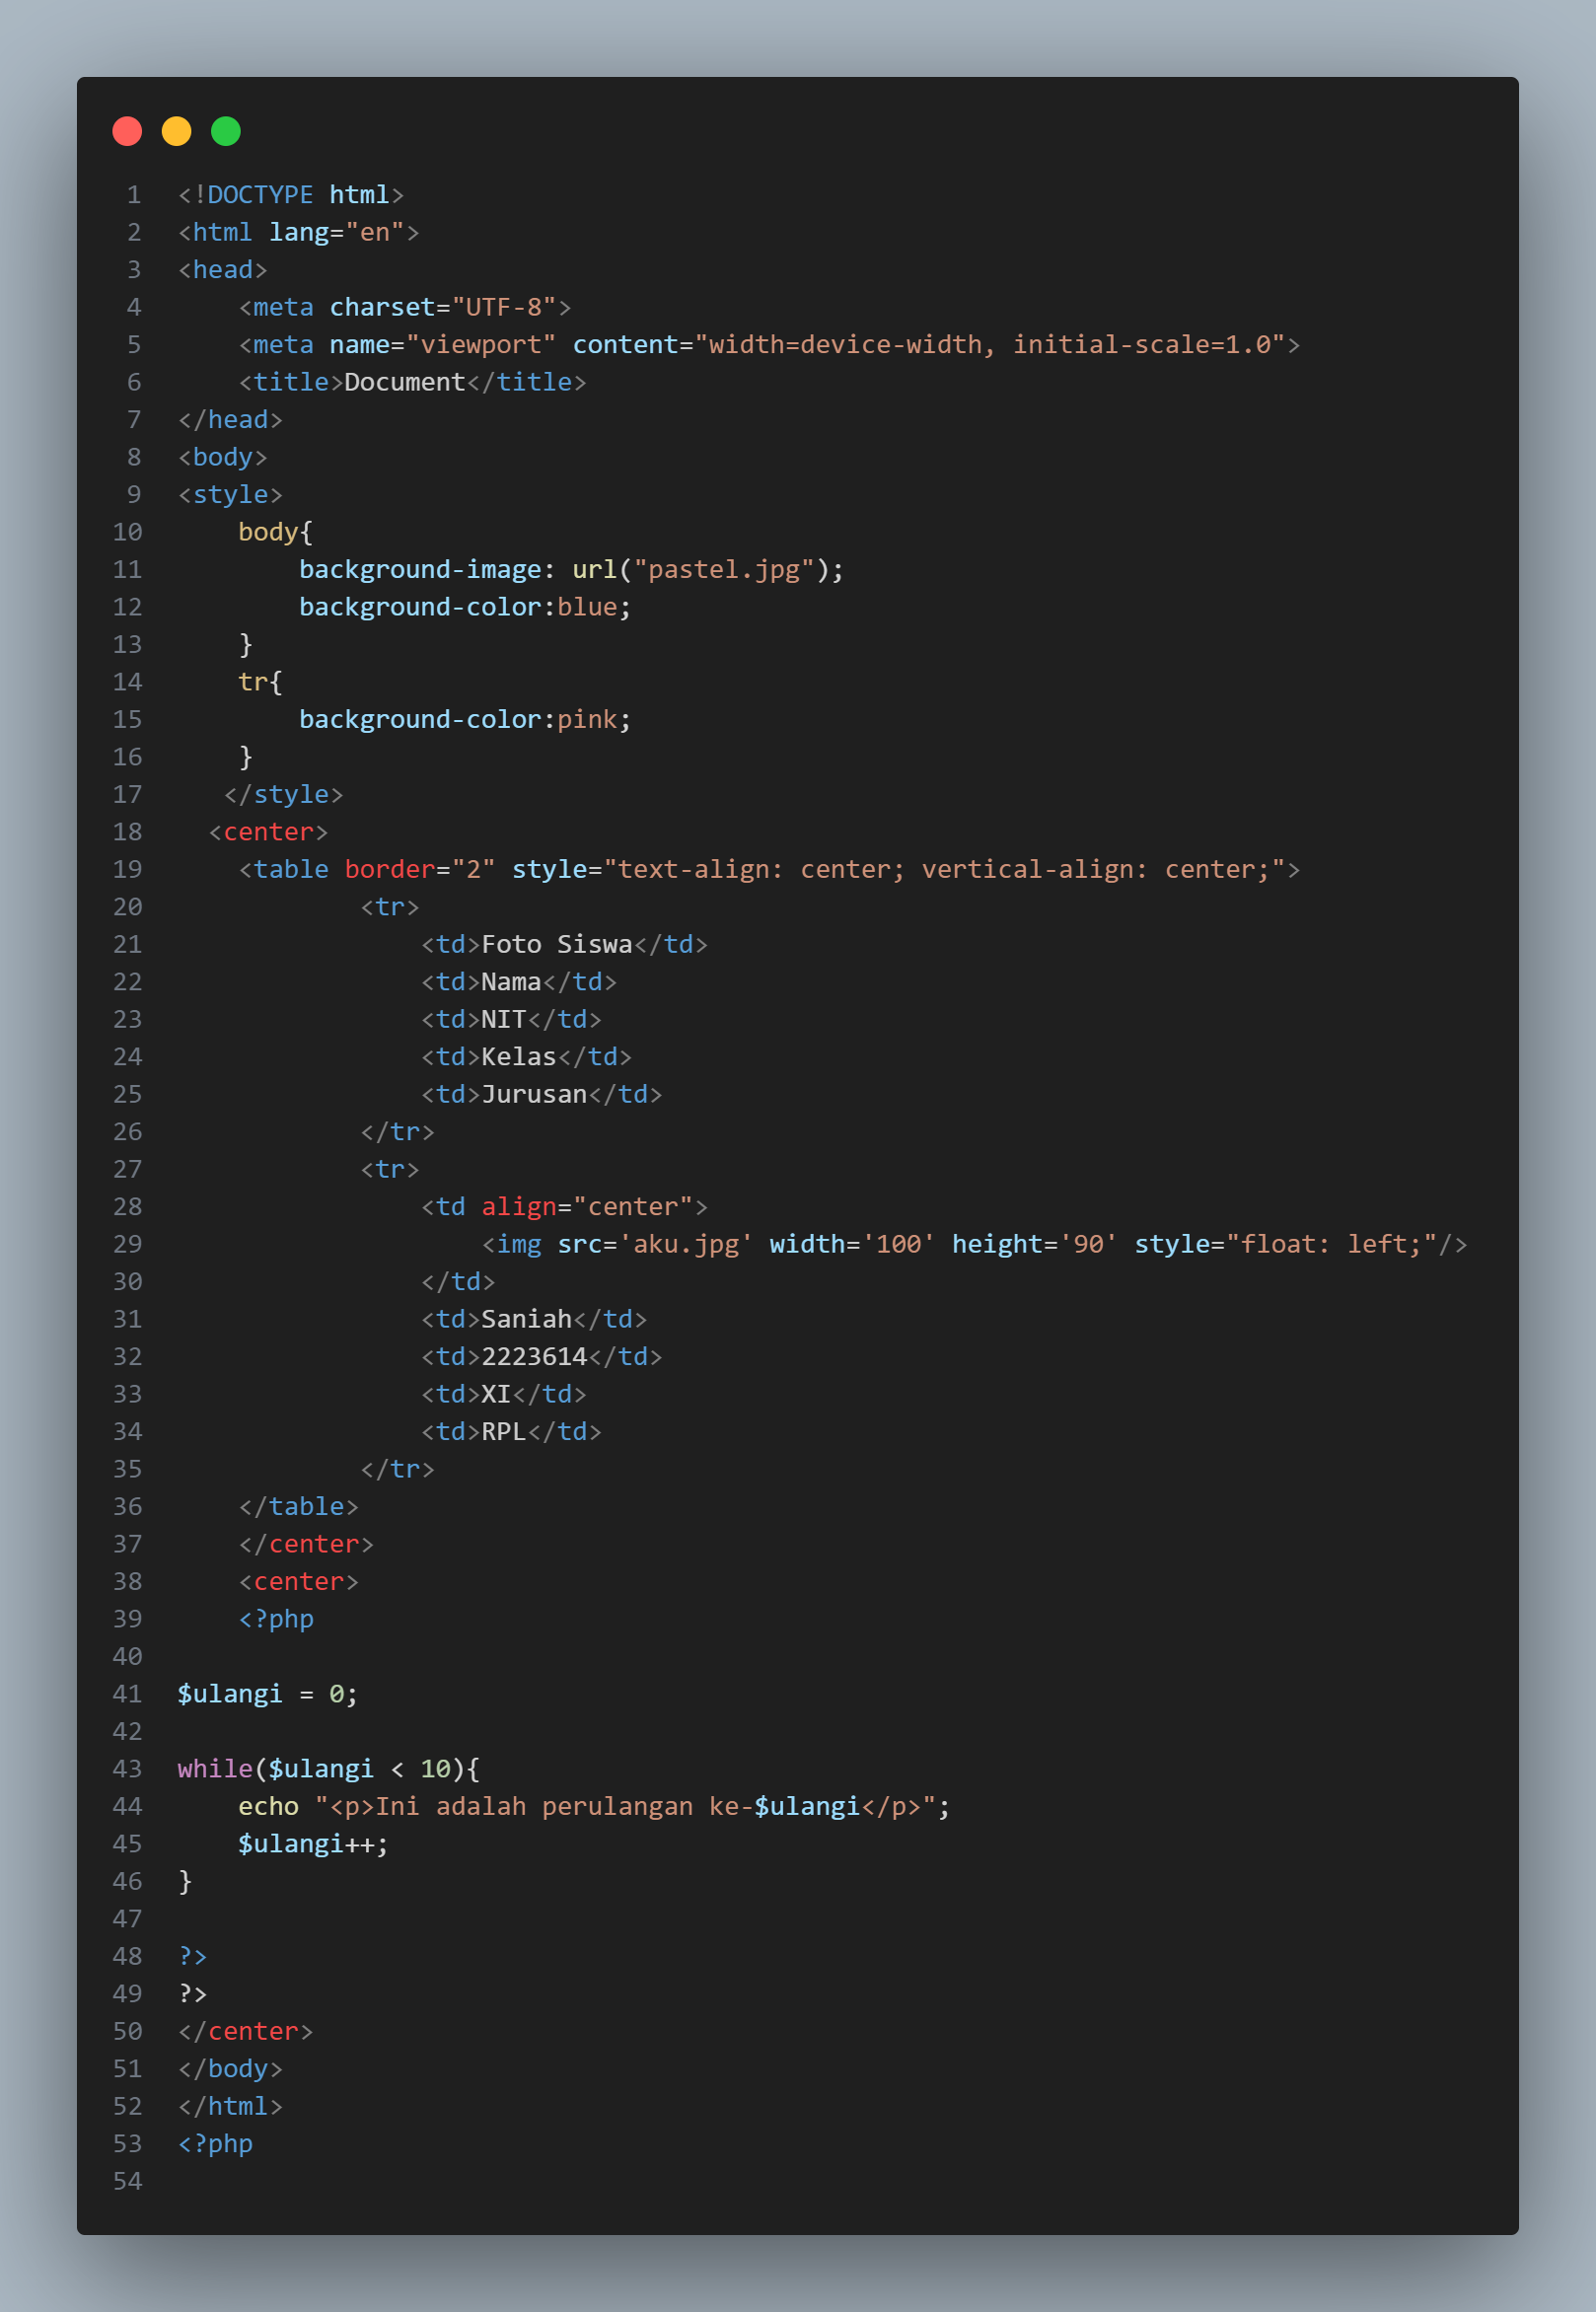 1 <!DOCTYPE html>
2 <html lang="en">
3 <head>
4     <meta charset="UTF-8">
5     <meta name="viewport" content="width=device-width, initial-scale=1.0">
6     <title>Document</title>
7 </head>
8 <body>
9 <style>
10     body{
11         background-image: url("pastel.jpg");
12         background-color:blue;
13     }
14     tr{
15         background-color:pink;
16     }
17    </style>
18   <center>
19     <table border="2" style="text-align: center; vertical-align: center;">
20             <tr>
21                 <td>Foto Siswa</td>
22                 <td>Nama</td>
23                 <td>NIT</td>
24                 <td>Kelas</td>
25                 <td>Jurusan</td>
26             </tr>
27             <tr>
28                 <td align="center">
29                     <img src='aku.jpg' width='100' height='90' style="float: left;"/>
30                 </td>
31                 <td>Saniah</td>
32                 <td>2223614</td>
33                 <td>XI</td>
34                 <td>RPL</td>
35             </tr>
36     </table>
37     </center>
38     <center>
39     <?php
40
41 $ulangi = 0;
42
43 while($ulangi < 10){
44     echo "<p>Ini adalah perulangan ke-$ulangi</p>";
45     $ulangi++;
46 }
47
48 ?>
49 ?>
50 </center>
51 </body>
52 </html>
53 <?php
54